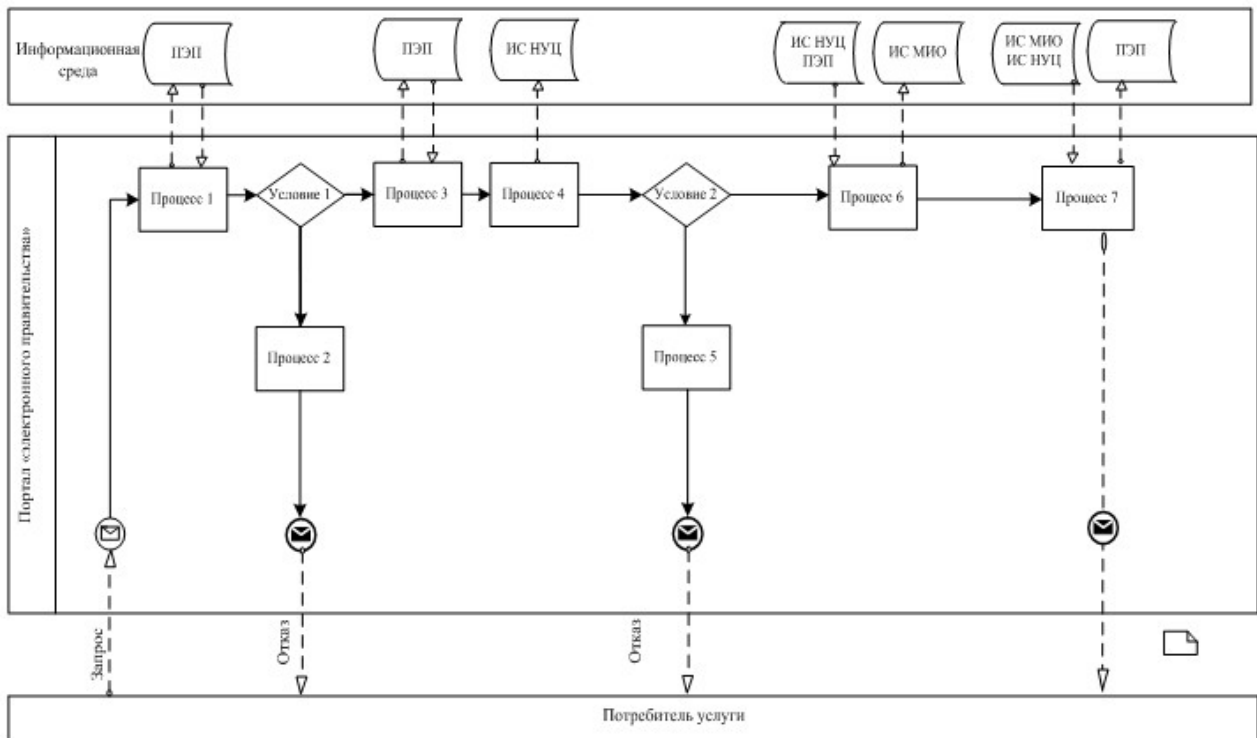 Информационная
среда
ПЭП
ПЭП
ИС НУЦ
ИС НУЦ
ПЭП
ИС МИО
ИС МИО
ИС НУЦ
ПЭП
Портал «электронного правительства»
Процесс 1
Условие 1
Процесс 3
Процесс 4
Условие 2
Процесс 6
Процесс 7
Процесс 2
Процесс 5
Запрос
Отказ
Отказ
Потребитель услуги